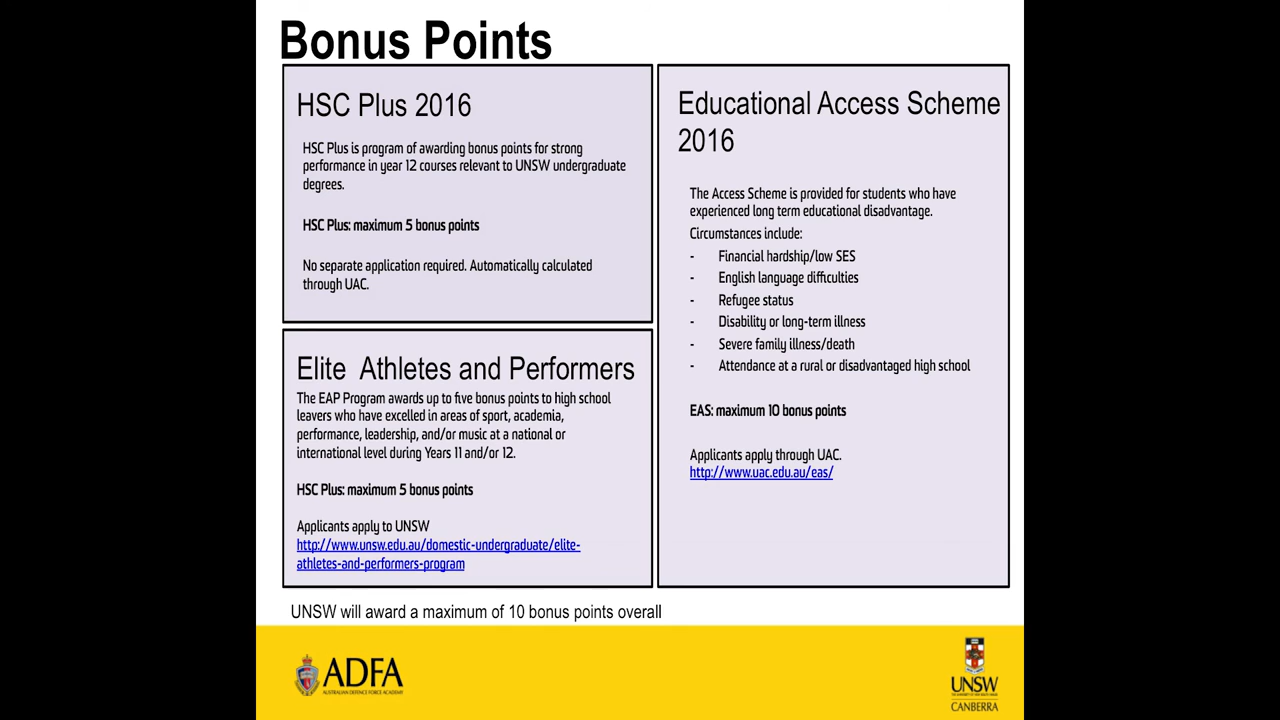 Bonus Points
HSC Plus 2016
HSC Plus is program of awarding bonus points for strong
performance in year 12 courses relevant to UNSW undergraduate
degrees.
HSC Plus: maximum 5 bonus points
No separate application required. Automatically calculated
through UAC.
Elite  Athletes and Performers
The EAP Program awards up to five bonus points to high school
leavers who have excelled in areas of sport, academia,
performance, leadership, and/or music at a national or
international level during Years 11 and/or 12.
HSC Plus: maximum 5 bonus points
Applicants apply to UNSW
http://www.unsw.edu.au/domestic-undergraduate/elite-
athletes-and-performers-program
Educational Access Scheme
2016
The Access Scheme is provided for students who have
experienced long term educational disadvantage.
Circumstances include:
- Financial hardship/low SES
- English language difficulties
- Refugee status
- Disability or long-term illness
- Severe family illness/death
- Attendance at a rural or disadvantaged high school
EAS: maximum 10 bonus points
Applicants apply through UAC.
http://www.uac.edu.au/eas/
UNSW will award a maximum of 10 bonus points overall
ADFA
AUSTRALIAN DEFENCE FORCE ACADEMY
UNSW
CANBERRA